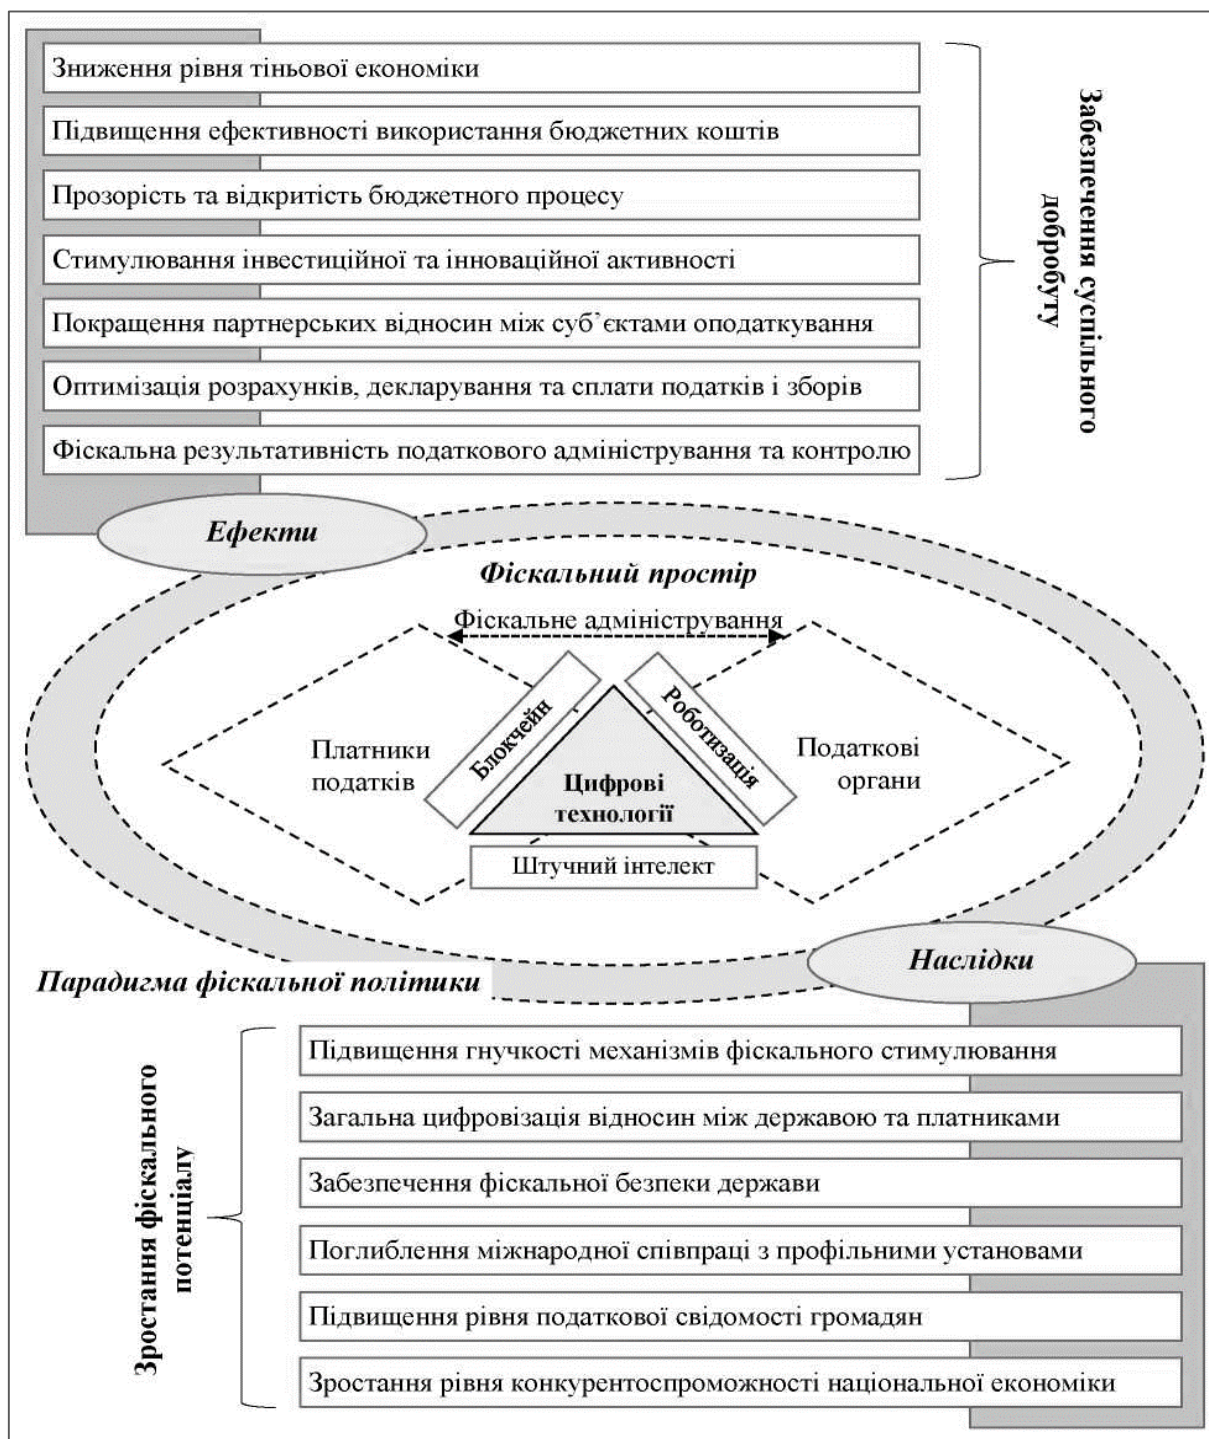 Зниження рівня тіньової економіки
Підвищення ефективності використання бюджетних коштів
Прозорість та відкритість бюджетного процесу
Стимулювання інвестиційної та інноваційної активності
Покращення партнерських відносин між суб’єктами оподаткування
Оптимізація розрахунків, декларування та сплати податків і зборів
Фіскальна результативність податкового адміністрування та контролю
Забезпечення суспільного
добробуту
Ефекти
Фіскальний простір
Фіскальне адміністрування
Блокчейн
Роботизація
Платники
податків
Податкові
органи
Цифрові
технології
Штучний інтелект
Наслідки
Парадигма фіскальної політики
Зростання фіскального
потенціалу
Підвищення гнучкості механізмів фіскального стимулювання
Загальна цифровізація відносин між державою та платниками
Забезпечення фіскальної безпеки держави
Поглиблення міжнародної співпраці з профільними установами
Підвищення рівня податкової свідомості громадян
Зростання рівня конкурентоспроможності національної економіки